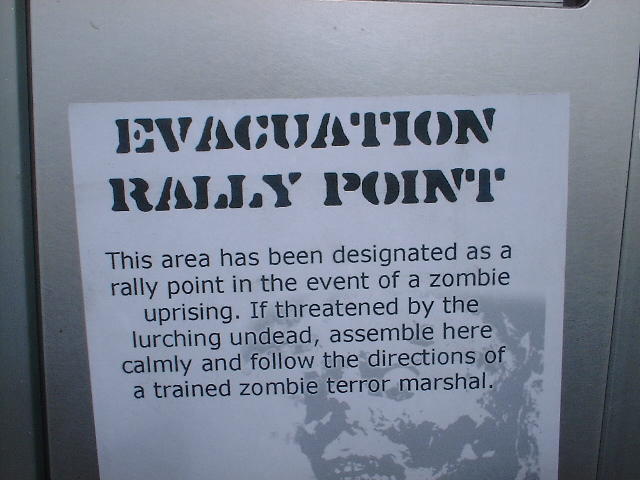 EVACUATION
RALLY POINT
This area has been designated as a
rally point in the event of a zombie
uprising. If threatened by the
lurching undead, assemble here
calmly and follow the directions of
a trained zombie terror marshal.